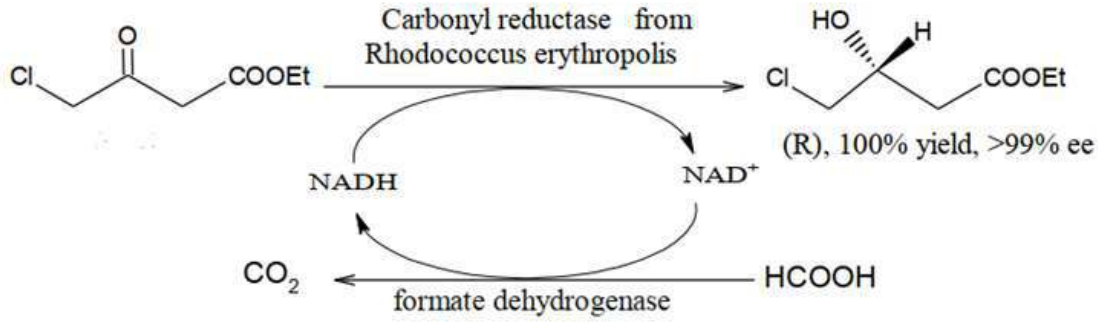 Carbonyl reductase from
Rhodococcus erythropolis
O
Cl
COOEt
HO
H
Cl
COOEt
(R), 100% yield, >99% ee
NADH
NAD⁺
CO₂
HCOOH
formate dehydrogenase